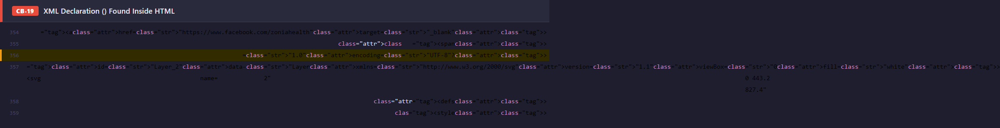 CB-19 XML Declaration () Found Inside HTML
354 ="tag"><aclass="attr">href=class="str">"https://www.facebook.com/zoniahealth"class="attr">target=class="str">"_blank"class="attr">class="tag">>
355 class="attr">class ="tag"><spanclass="attr">class="tag">>
356 =class="str">"1.0"class="attr">encoding=class="str">"UTF-8"?class="attr">class="tag">>
357 ="tag">class="attr">id=class="str">"Layer_2"class="attr">data-class="str">"Layerclass="attr">xmlns=class="str">"http://www.w3.org/2000/svg"class="attr">version=class="str">"1.1"class="attr">viewBox=class="str">"0class="attr">fill=class="str">"white"class="attr">class="tag">>
<svg name= 2" 0 443.2
827.4"
358 class="attr="tag"><defsclass="attr">class="tag">>
359 clas="tag"><styleclass="attr">class="tag">>